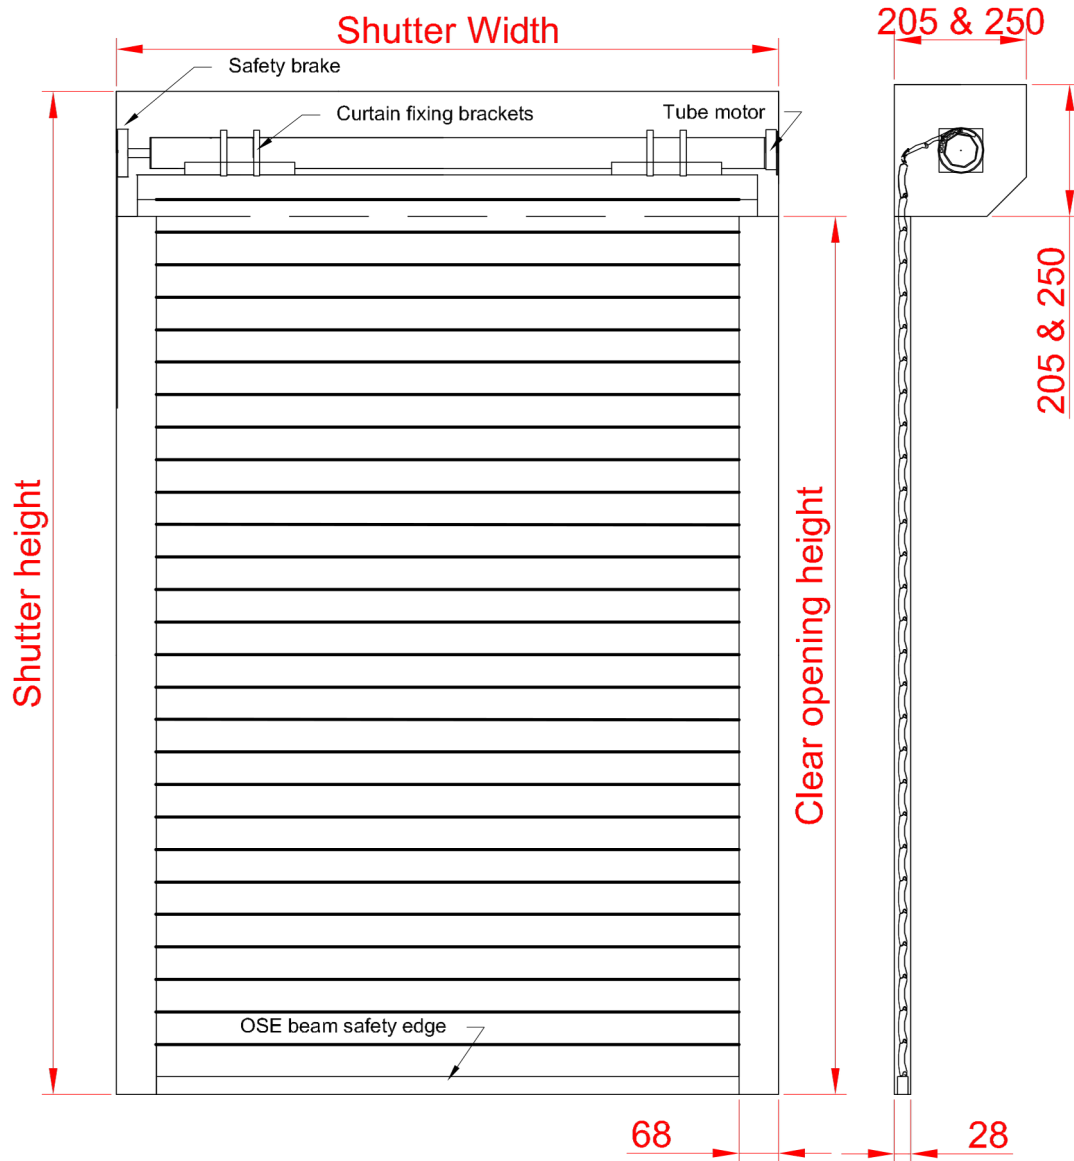 Shutter Width
205 & 250
Safety brake
Curtain fixing brackets
Tube motor
205 & 250
Shutter height
Clear opening height
OSE beam safety edge
68
28